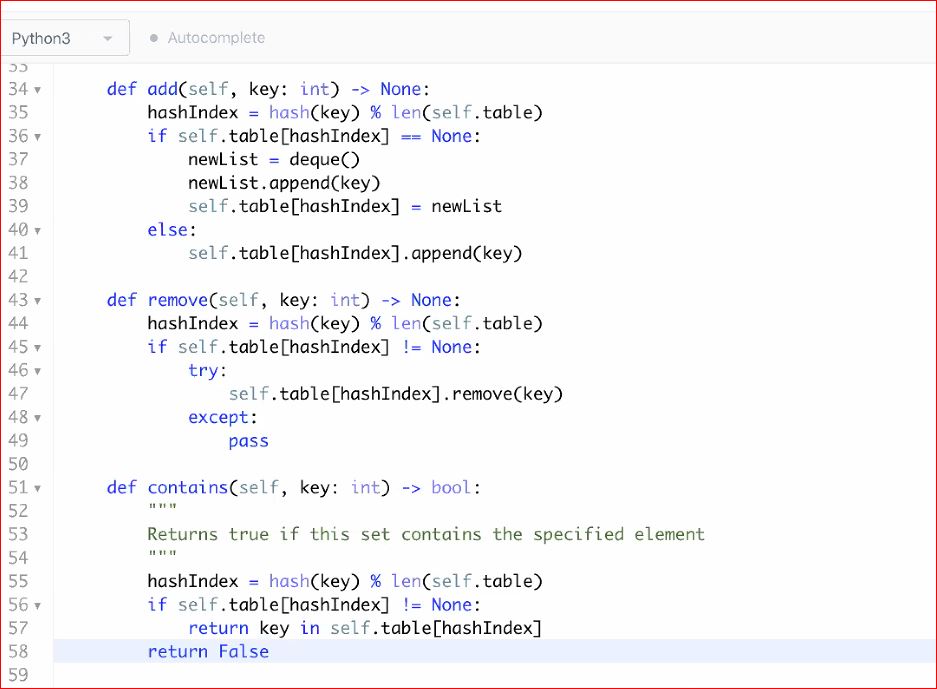 Python3 Autocomplete
33
34 def add(self, key: int) -> None:
35 hashIndex = hash(key) % len(self.table)
36 if self.table[hashIndex] == None:
37 newList = deque()
38 newList.append(key)
39 self.table[hashIndex] = newList
40 else:
41 self.table[hashIndex].append(key)
42
43 def remove(self, key: int) -> None:
44 hashIndex = hash(key) % len(self.table)
45 if self.table[hashIndex] != None:
46 try:
47 self.table[hashIndex].remove(key)
48 except:
49 pass
50
51 def contains(self, key: int) -> bool:
52 """
53 Returns true if this set contains the specified element
54 """
55 hashIndex = hash(key) % len(self.table)
56 if self.table[hashIndex] != None:
57 return key in self.table[hashIndex]
58 return False
59